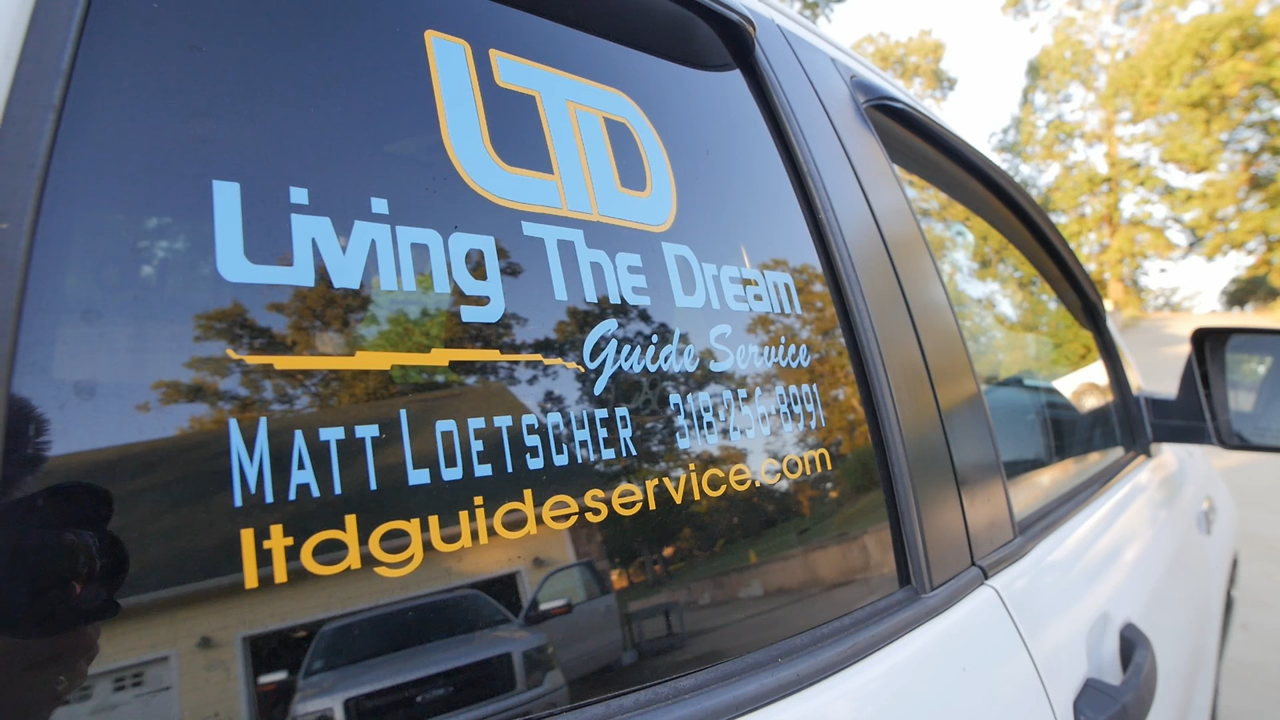 LTD
Living The Dream
Guide Service
Matt Loetscher 318-256-8991
ltdguideservice.com